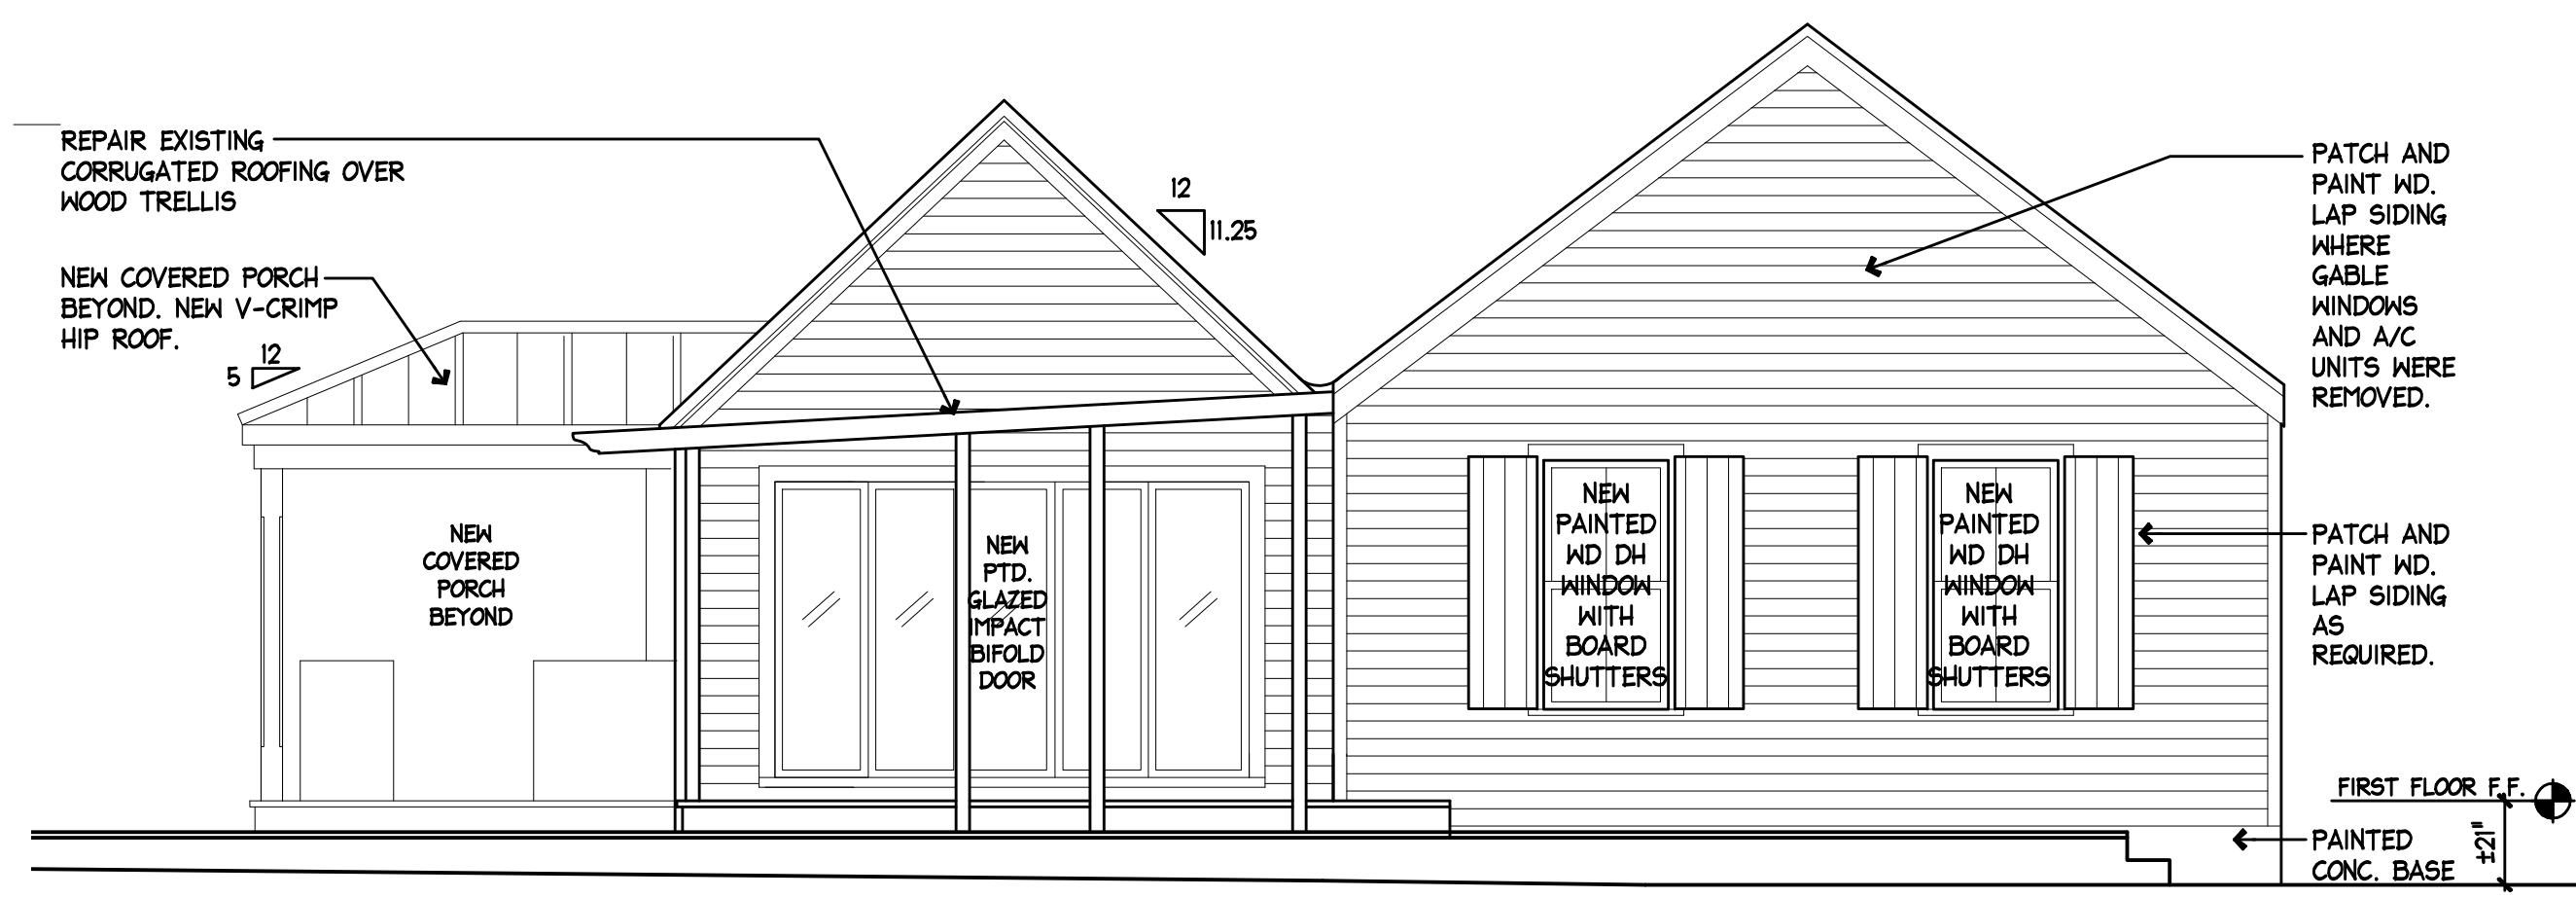 REPAIR EXISTING
CORRUGATED ROOFING OVER
WOOD TRELLIS
NEW COVERED PORCH
BEYOND. NEW V-CRIMP
HIP ROOF.
12
5
12
11.25
PATCH AND
PAINT WD.
LAP SIDING
WHERE
GABLE
WINDOWS
AND A/C
UNITS WERE
REMOVED.
NEW
COVERED
PORCH
BEYOND
NEW
PTD.
GLAZED
IMPACT
BIFOLD
DOOR
NEW
PAINTED
WD DH
WINDOW
WITH
BOARD
SHUTTERS
NEW
PAINTED
WD DH
WINDOW
WITH
BOARD
SHUTTERS
PATCH AND
PAINT WD.
LAP SIDING
AS
REQUIRED.
FIRST FLOOR F.F.
±21"
PAINTED
CONC. BASE